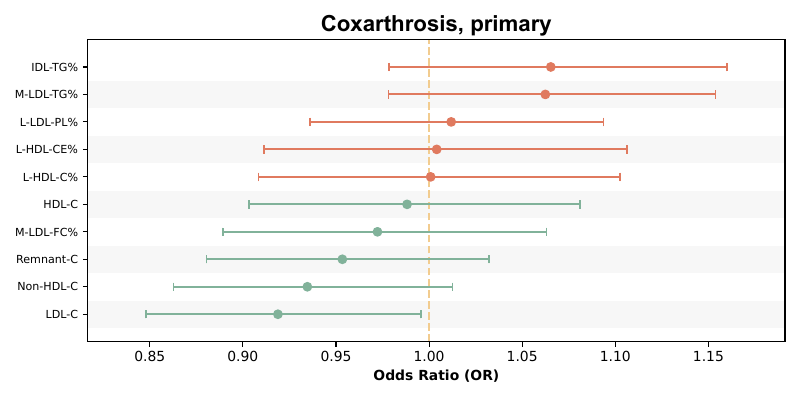 Coxarthrosis, primary
IDL-TG%
M-LDL-TG%
L-LDL-PL%
L-HDL-CE%
L-HDL-C%
HDL-C
M-LDL-FC%
Remnant-C
Non-HDL-C
LDL-C
0.85 0.90 0.95 1.00 1.05 1.10 1.15
Odds Ratio (OR)